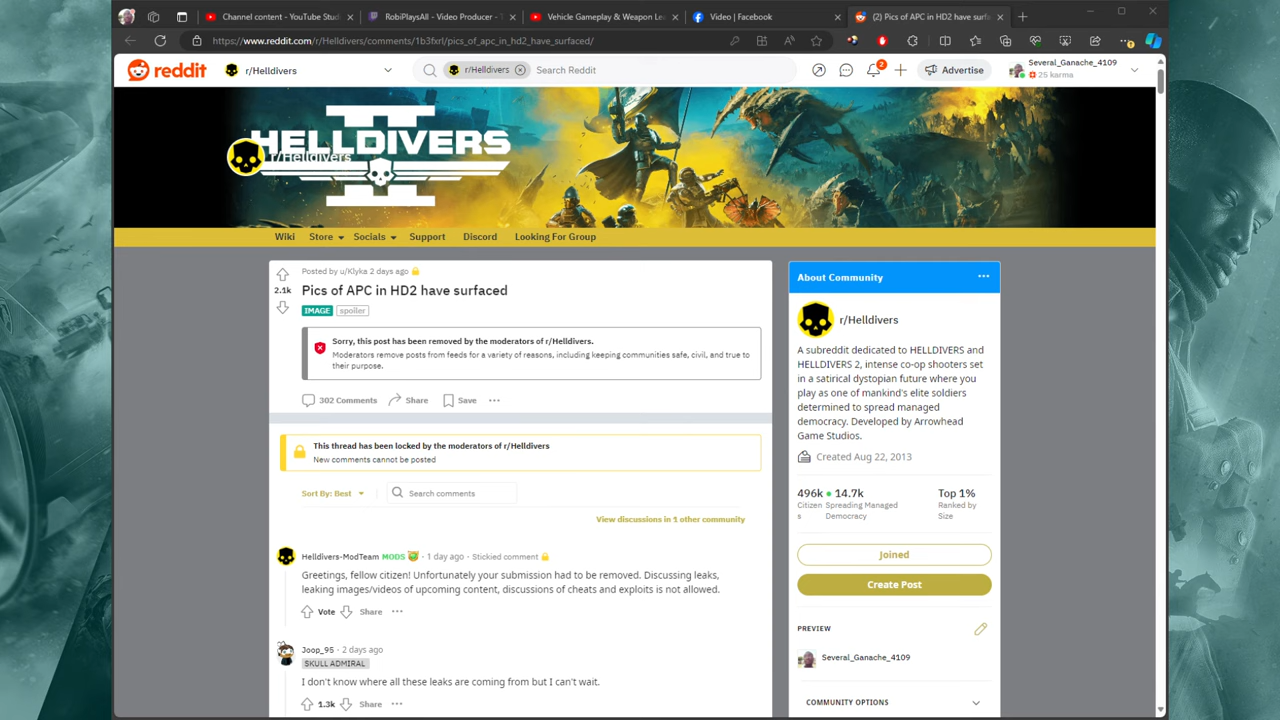 Channel content - YouTube Stud
RobiPlaysAll - Video Producer - T
Vehicle Gameplay & Weapon Lea
Video | Facebook
(2) Pics of APC in HD2 have surfa
https://www.reddit.com/r/Helldivers/comments/1b3fxrl/pics_of_apc_in_hd2_have_surfaced/
reddit
r/Helldivers
r/Helldivers
Search Reddit
2
Advertise
Several_Ganache_4109
25 karma
HELLDIVERS
II
r/Helldivers
Wiki Store Socials Support Discord Looking For Group
Posted by u/Klyka 2 days ago
2.1k
Pics of APC in HD2 have surfaced
IMAGE spoiler
Sorry, this post has been removed by the moderators of r/Helldivers.
Moderators remove posts from feeds for a variety of reasons, including keeping communities safe, civil, and true to
their purpose.
302 Comments Share Save
This thread has been locked by the moderators of r/Helldivers
New comments cannot be posted
Sort By: Best
Search comments
View discussions in 1 other community
Helldivers-ModTeam MODS · 1 day ago · Stickied comment
Greetings, fellow citizen! Unfortunately your submission had to be removed. Discussing leaks,
leaking images/videos of upcoming content, discussions of cheats and exploits is not allowed.
Vote Share
Joop_95 · 2 days ago
SKULL ADMIRAL
I don't know where all these leaks are coming from but I can't wait.
1.3k Share
About Community
r/Helldivers
A subreddit dedicated to HELLDIVERS and
HELLDIVERS 2, intense co-op shooters set
in a satirical dystopian future where you
play as one of mankind's elite soldiers
determined to spread managed
democracy. Developed by Arrowhead
Game Studios.
Created Aug 22, 2013
496k 14.7k Top 1%
Citizen Spreading Managed Ranked by
s Democracy Size
Joined
Create Post
PREVIEW
Several_Ganache_4109
COMMUNITY OPTIONS